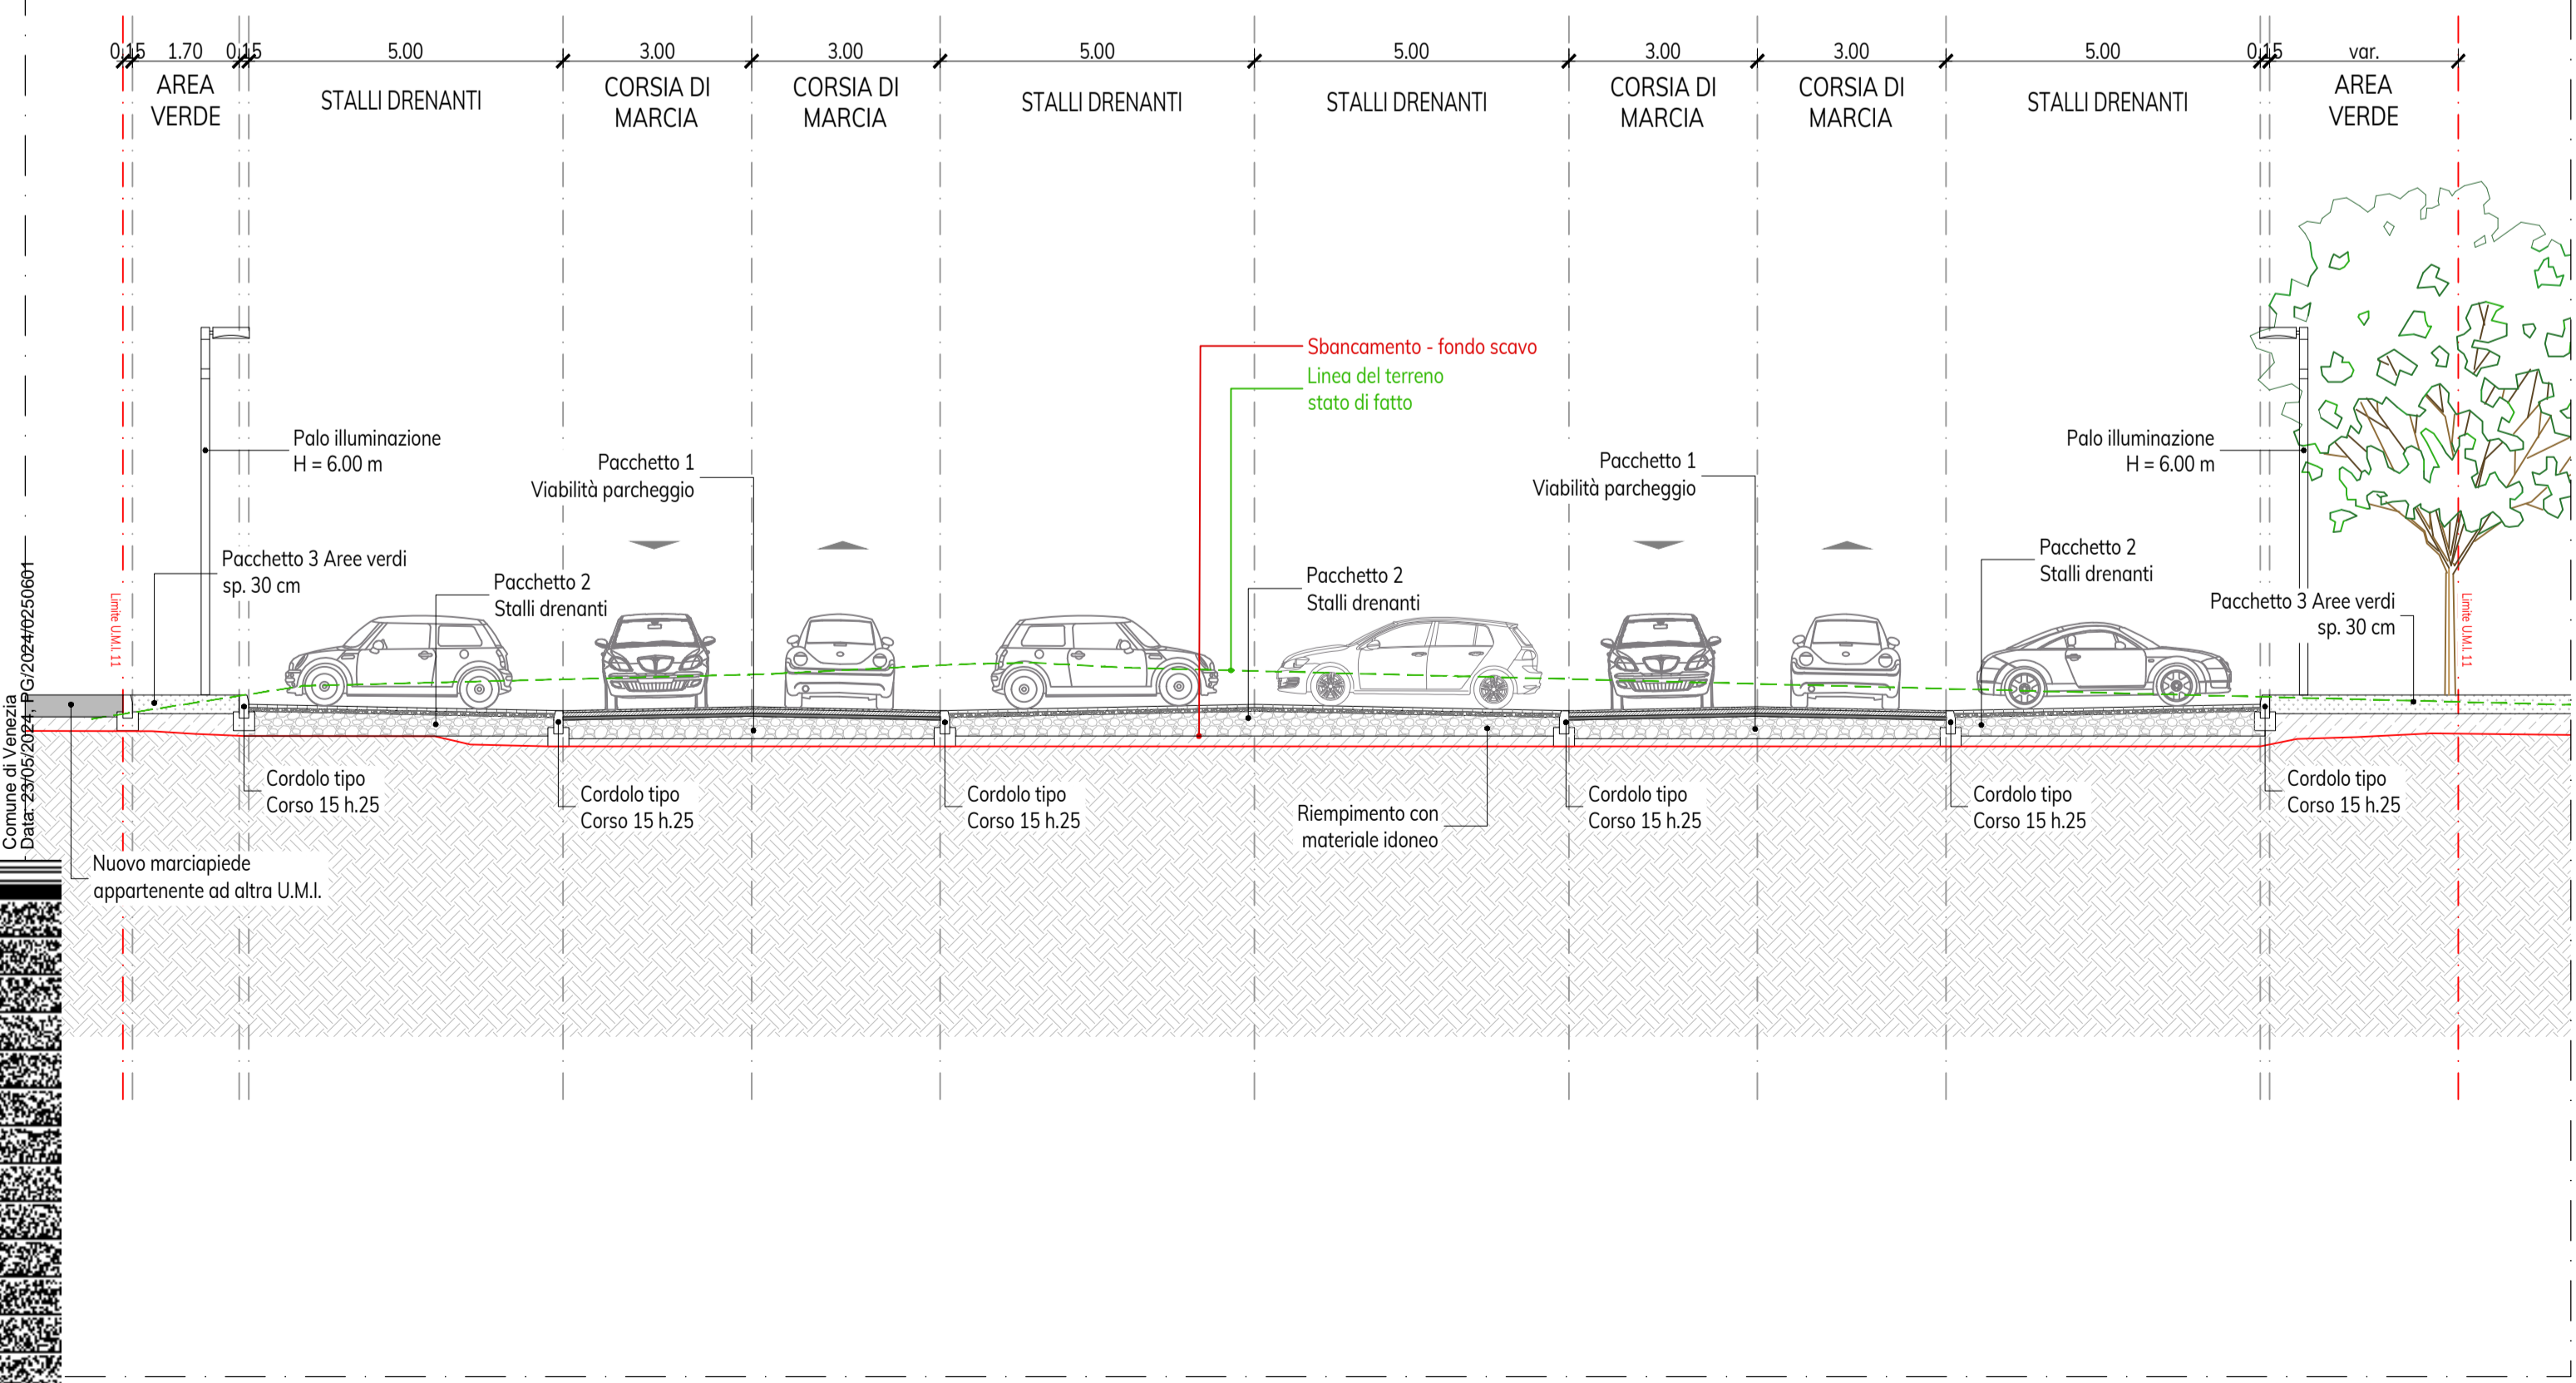 0.15 1.70 0.15 5.00 3.00 3.00 5.00 5.00 3.00 3.00 5.00 0.15 var.
AREA
VERDE
STALLI DRENANTI
CORSIA DI
MARCIA
CORSIA DI
MARCIA
STALLI DRENANTI
STALLI DRENANTI
CORSIA DI
MARCIA
CORSIA DI
MARCIA
STALLI DRENANTI
AREA
VERDE
Sbancamento - fondo scavo
Linea del terreno
stato di fatto
Palo illuminazione
H = 6.00 m
Pacchetto 1
Viabilità parcheggio
Pacchetto 1
Viabilità parcheggio
Palo illuminazione
H = 6.00 m
Pacchetto 3 Aree verdi
sp. 30 cm
Pacchetto 2
Stalli drenanti
Pacchetto 2
Stalli drenanti
Pacchetto 2
Stalli drenanti
Pacchetto 3 Aree verdi
sp. 30 cm
Limite U.M.I. 11
Limite U.M.I. 11
Cordolo tipo
Corso 15 h.25
Cordolo tipo
Corso 15 h.25
Cordolo tipo
Corso 15 h.25
Riempimento con
materiale idoneo
Cordolo tipo
Corso 15 h.25
Cordolo tipo
Corso 15 h.25
Cordolo tipo
Corso 15 h.25
Nuovo marciapiede
appartenente ad altra U.M.I.
Comune di Venezia
Data: 23/05/2024, PG/2024/0250601